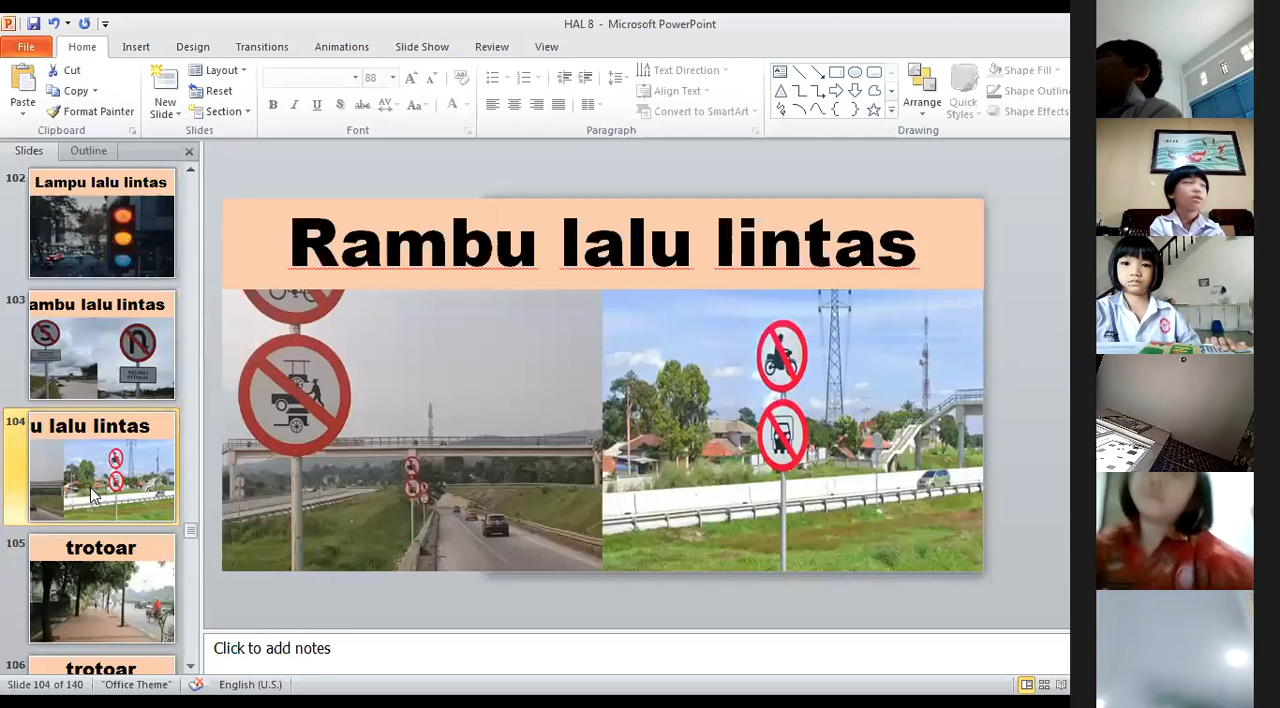 HAL 8 - Microsoft PowerPoint
File Home Insert Design Transitions Animations Slide Show Review View
Paste
Cut
Copy
Format Painter
Clipboard
New
Slide
Layout
Reset
Section
Slides
88
B I U S abc AV Aa A
Font
Text Direction
Align Text
Convert to SmartArt
Paragraph
Arrange
Quick
Styles
Shape Fill
Shape Outlin
Shape Effects
Drawing
Slides Outline
102
Lampu lalu lintas
103
ambu lalu lintas
S
104
u lalu lintas
105
trotoar
106
trotoar
Rambu lalu lintas
Click to add notes
Slide 104 of 140 "Office Theme" English (U.S.)